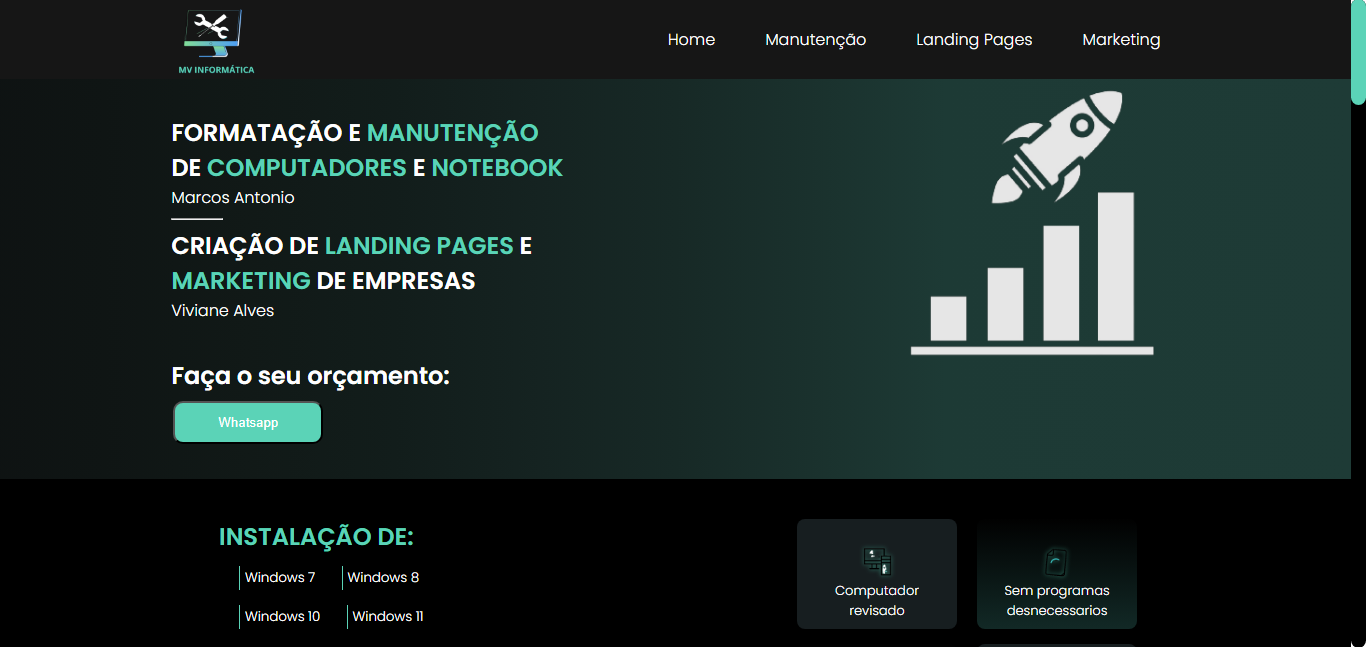 MV INFORMÁTICA
Home
Manutenção
Landing Pages
Marketing
FORMATAÇÃO E MANUTENÇÃO
DE COMPUTADORES E NOTEBOOK
Marcos Antonio
CRIAÇÃO DE LANDING PAGES E
MARKETING DE EMPRESAS
Viviane Alves
Faça o seu orçamento:
Whatsapp
INSTALAÇÃO DE:
Windows 7
Windows 8
Windows 10
Windows 11
Computador
revisado
Sem programas
desnecessarios